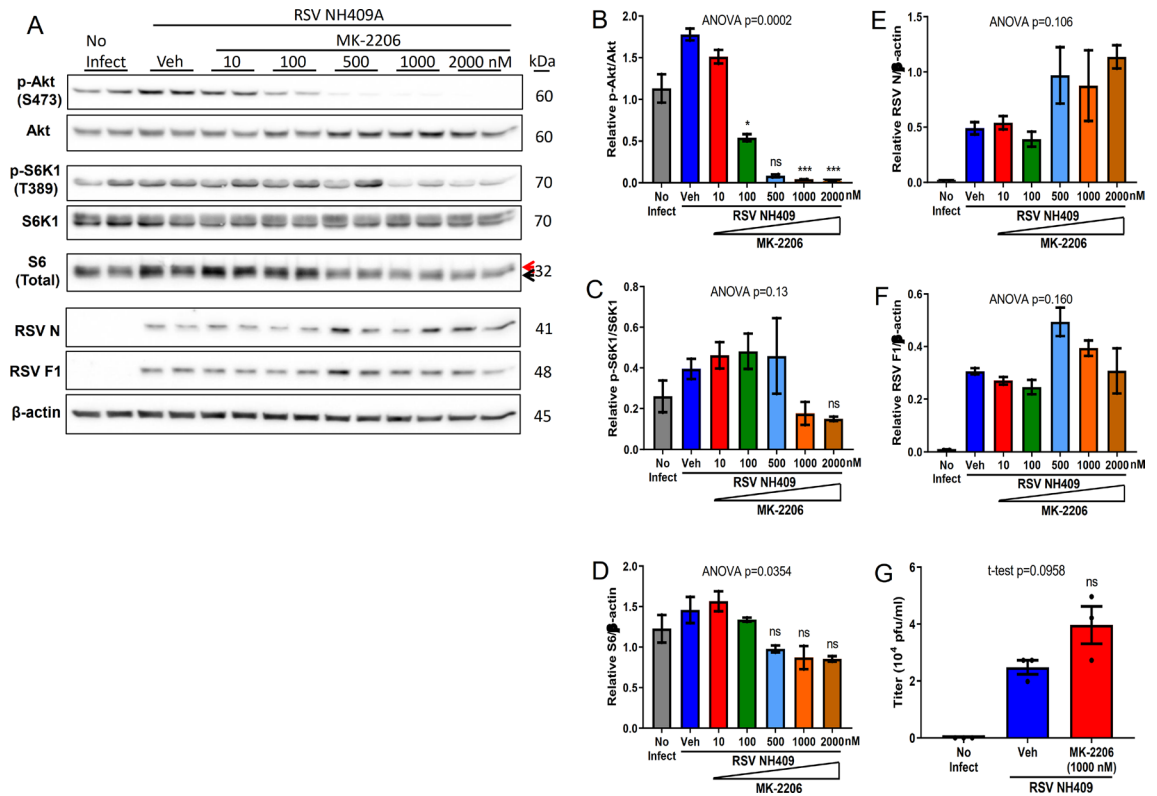 A
RSV NH409A
MK-2206
No
Infect
Veh
10
100
500
1000
2000 nM
kDa
p-Akt
(S473)
60
Akt
60
p-S6K1
(T389)
70
S6K1
70
S6
(Total)
32
RSV N
41
RSV F1
48
β-actin
45
B
ANOVA p=0.0002
Relative p-Akt/Akt
2.0
1.5
1.0
0.5
0.0
*
ns
***
***
No
Infect
Veh
10
100
500
1000
2000nM
RSV NH409
MK-2206
C
ANOVA p=0.13
Relative p-S6K1/S6K1
0.8
0.6
0.4
0.2
0.0
ns
No
Infect
Veh
10
100
500
1000
2000nM
RSV NH409
MK-2206
D
ANOVA p=0.0354
Relative S6/β-actin
2.0
1.5
1.0
0.5
0.0
ns
ns
ns
No
Infect
Veh
10
100
500
1000
2000nM
RSV NH409
MK-2206
E
ANOVA p=0.106
Relative RSV N/β-actin
1.5
1.0
0.5
0.0
No
Infect
Veh
10
100
500
1000
2000nM
RSV NH409
MK-2206
F
ANOVA p=0.160
Relative RSV F1/β-actin
0.6
0.4
0.2
0.0
No
Infect
Veh
10
100
500
1000
2000nM
RSV NH409
MK-2206
G
t-test p=0.0958
Titer (10⁴ pfu/ml)
6
4
2
0
ns
No
Infect
Veh
MK-2206
(1000 nM)
RSV NH409